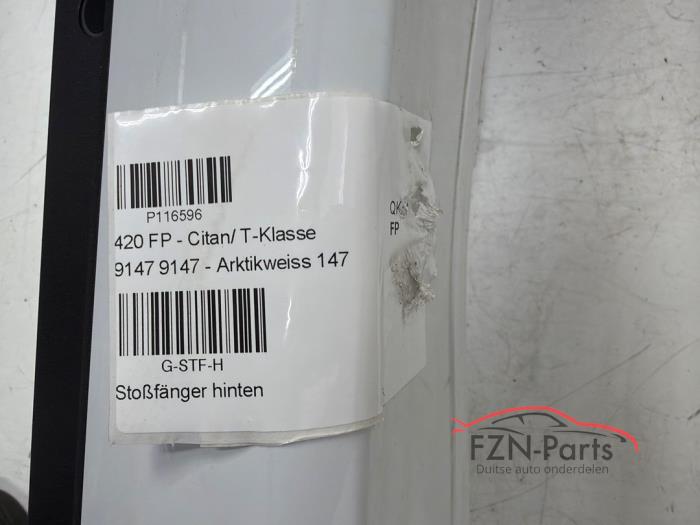 P116596
420 FP - Citan/ T-Klasse
9147 9147 - Arktikweiss 147
G-STF-H
Stoßfänger hinten
FP
FZN-Parts
Duitse auto onderdelen